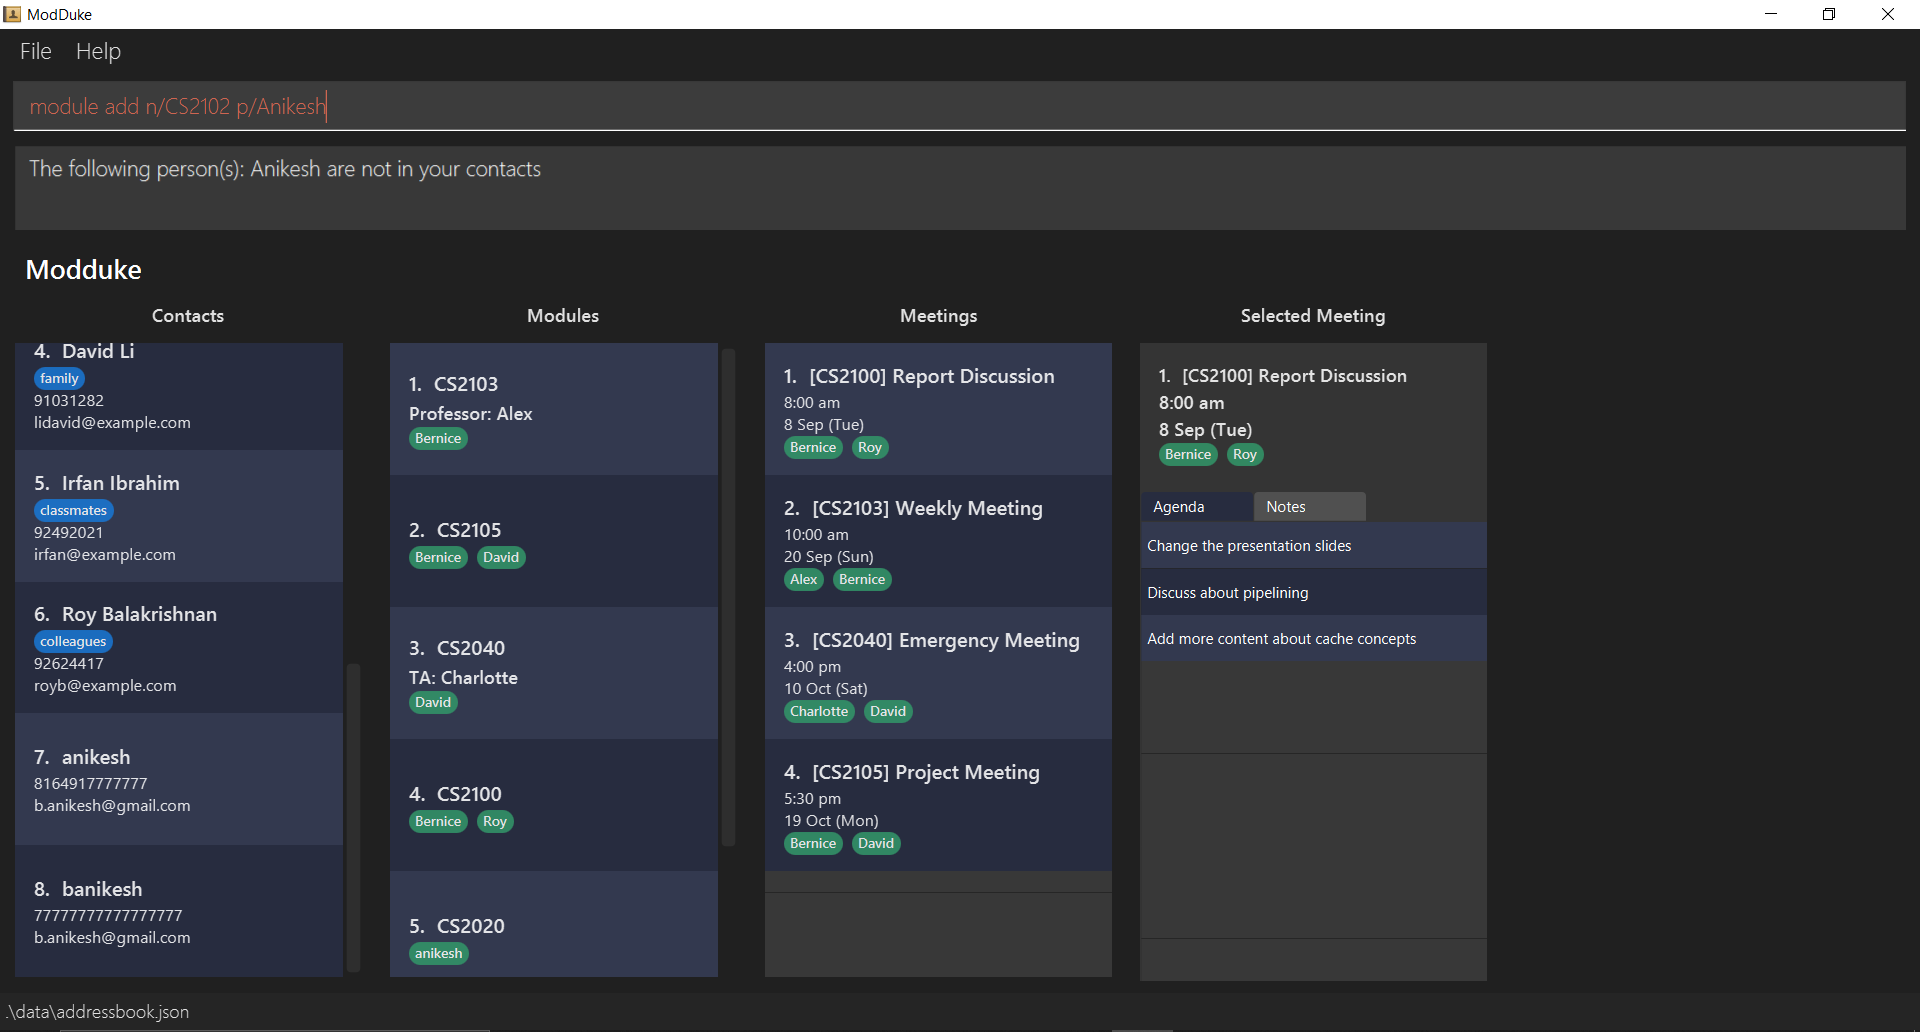 ModDuke
File Help
module add n/CS2102 p/Anikesh
The following person(s): Anikesh are not in your contacts
Modduke
Contacts
4. David Li
family
91031282
lidavid@example.com
5. Irfan Ibrahim
classmates
92492021
irfan@example.com
6. Roy Balakrishnan
colleagues
92624417
royb@example.com
7. anikesh
8164917777777
b.anikesh@gmail.com
8. banikesh
77777777777777777
b.anikesh@gmail.com
Modules
1. CS2103
Professor: Alex
Bernice
2. CS2105
Bernice David
3. CS2040
TA: Charlotte
David
4. CS2100
Bernice Roy
5. CS2020
anikesh
Meetings
1. [CS2100] Report Discussion
8:00 am
8 Sep (Tue)
Bernice Roy
2. [CS2103] Weekly Meeting
10:00 am
20 Sep (Sun)
Alex Bernice
3. [CS2040] Emergency Meeting
4:00 pm
10 Oct (Sat)
Charlotte David
4. [CS2105] Project Meeting
5:30 pm
19 Oct (Mon)
Bernice David
Selected Meeting
1. [CS2100] Report Discussion
8:00 am
8 Sep (Tue)
Bernice Roy
Agenda Notes
Change the presentation slides
Discuss about pipelining
Add more content about cache concepts
.\data\addressbook.json